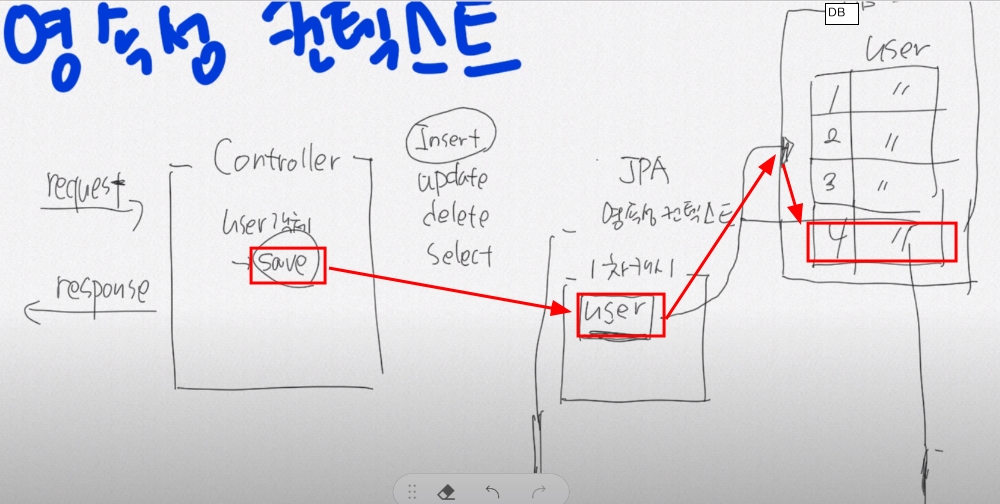 영속성 컨텍스트
DB
user
1 〃
2 〃
3 〃
4 〃
Controller
request
response
user객체
save
Insert
update
delete
select
JPA
영속성 컨텍스트
1차캐시
user